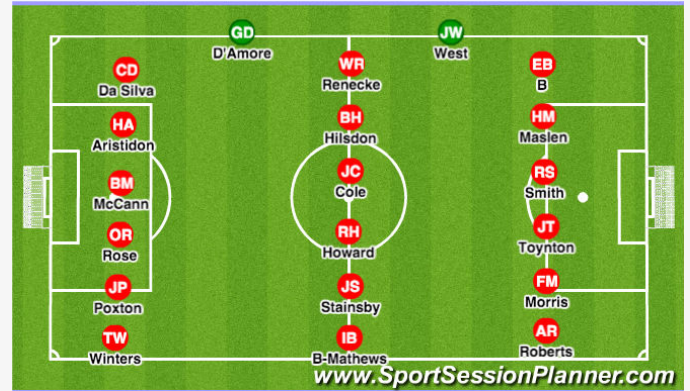 GD
D'Amore
JW
West
CD
Da Silva
WR
Renecke
EB
B
HA
Aristidon
BH
Hilsdon
HM
Maslen
BM
McCann
JC
Cole
RS
Smith
OR
Rose
RH
Howard
JT
Toynton
JP
Poxton
JS
Stainsby
FM
Morris
TW
Winters
IB
B-Mathews
AR
Roberts
www.SportSessionPlanner.com